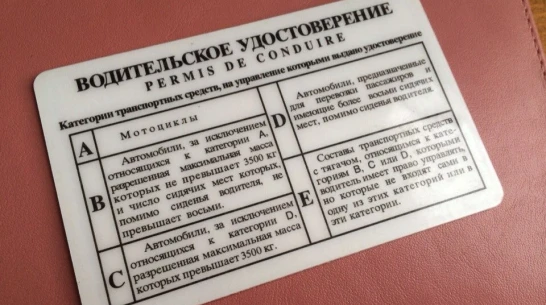 ВОДИТЕЛЬСКОЕ УДОСТОВЕРЕНИЕ
PERMIS DE CONDUIRE
Категории транспортных средств, на управление которыми выдано удостоверение
A
Мотоциклы
B
Автомобили, за исключением
относящихся к категории А,
разрешенная максимальная масса
которых не превышает 3500 кг
и число сидячих мест которых,
помимо сиденья водителя, не
превышает восьми.
C
Автомобили, за исключением
относящихся к категории D,
разрешенная максимальная масса
которых превышает 3500 кг.
D
Автомобили, предназначенные
для перевозки пассажиров и
имеющие более восьми сидячих
мест, помимо сиденья водителя.
E
Составы транспортных средств
с тягачом, относящимся к кате-
гориям В, С или D, которыми
водитель имеет право управлять,
но которые не входят сами в
одну из этих категорий или в
эти категории.